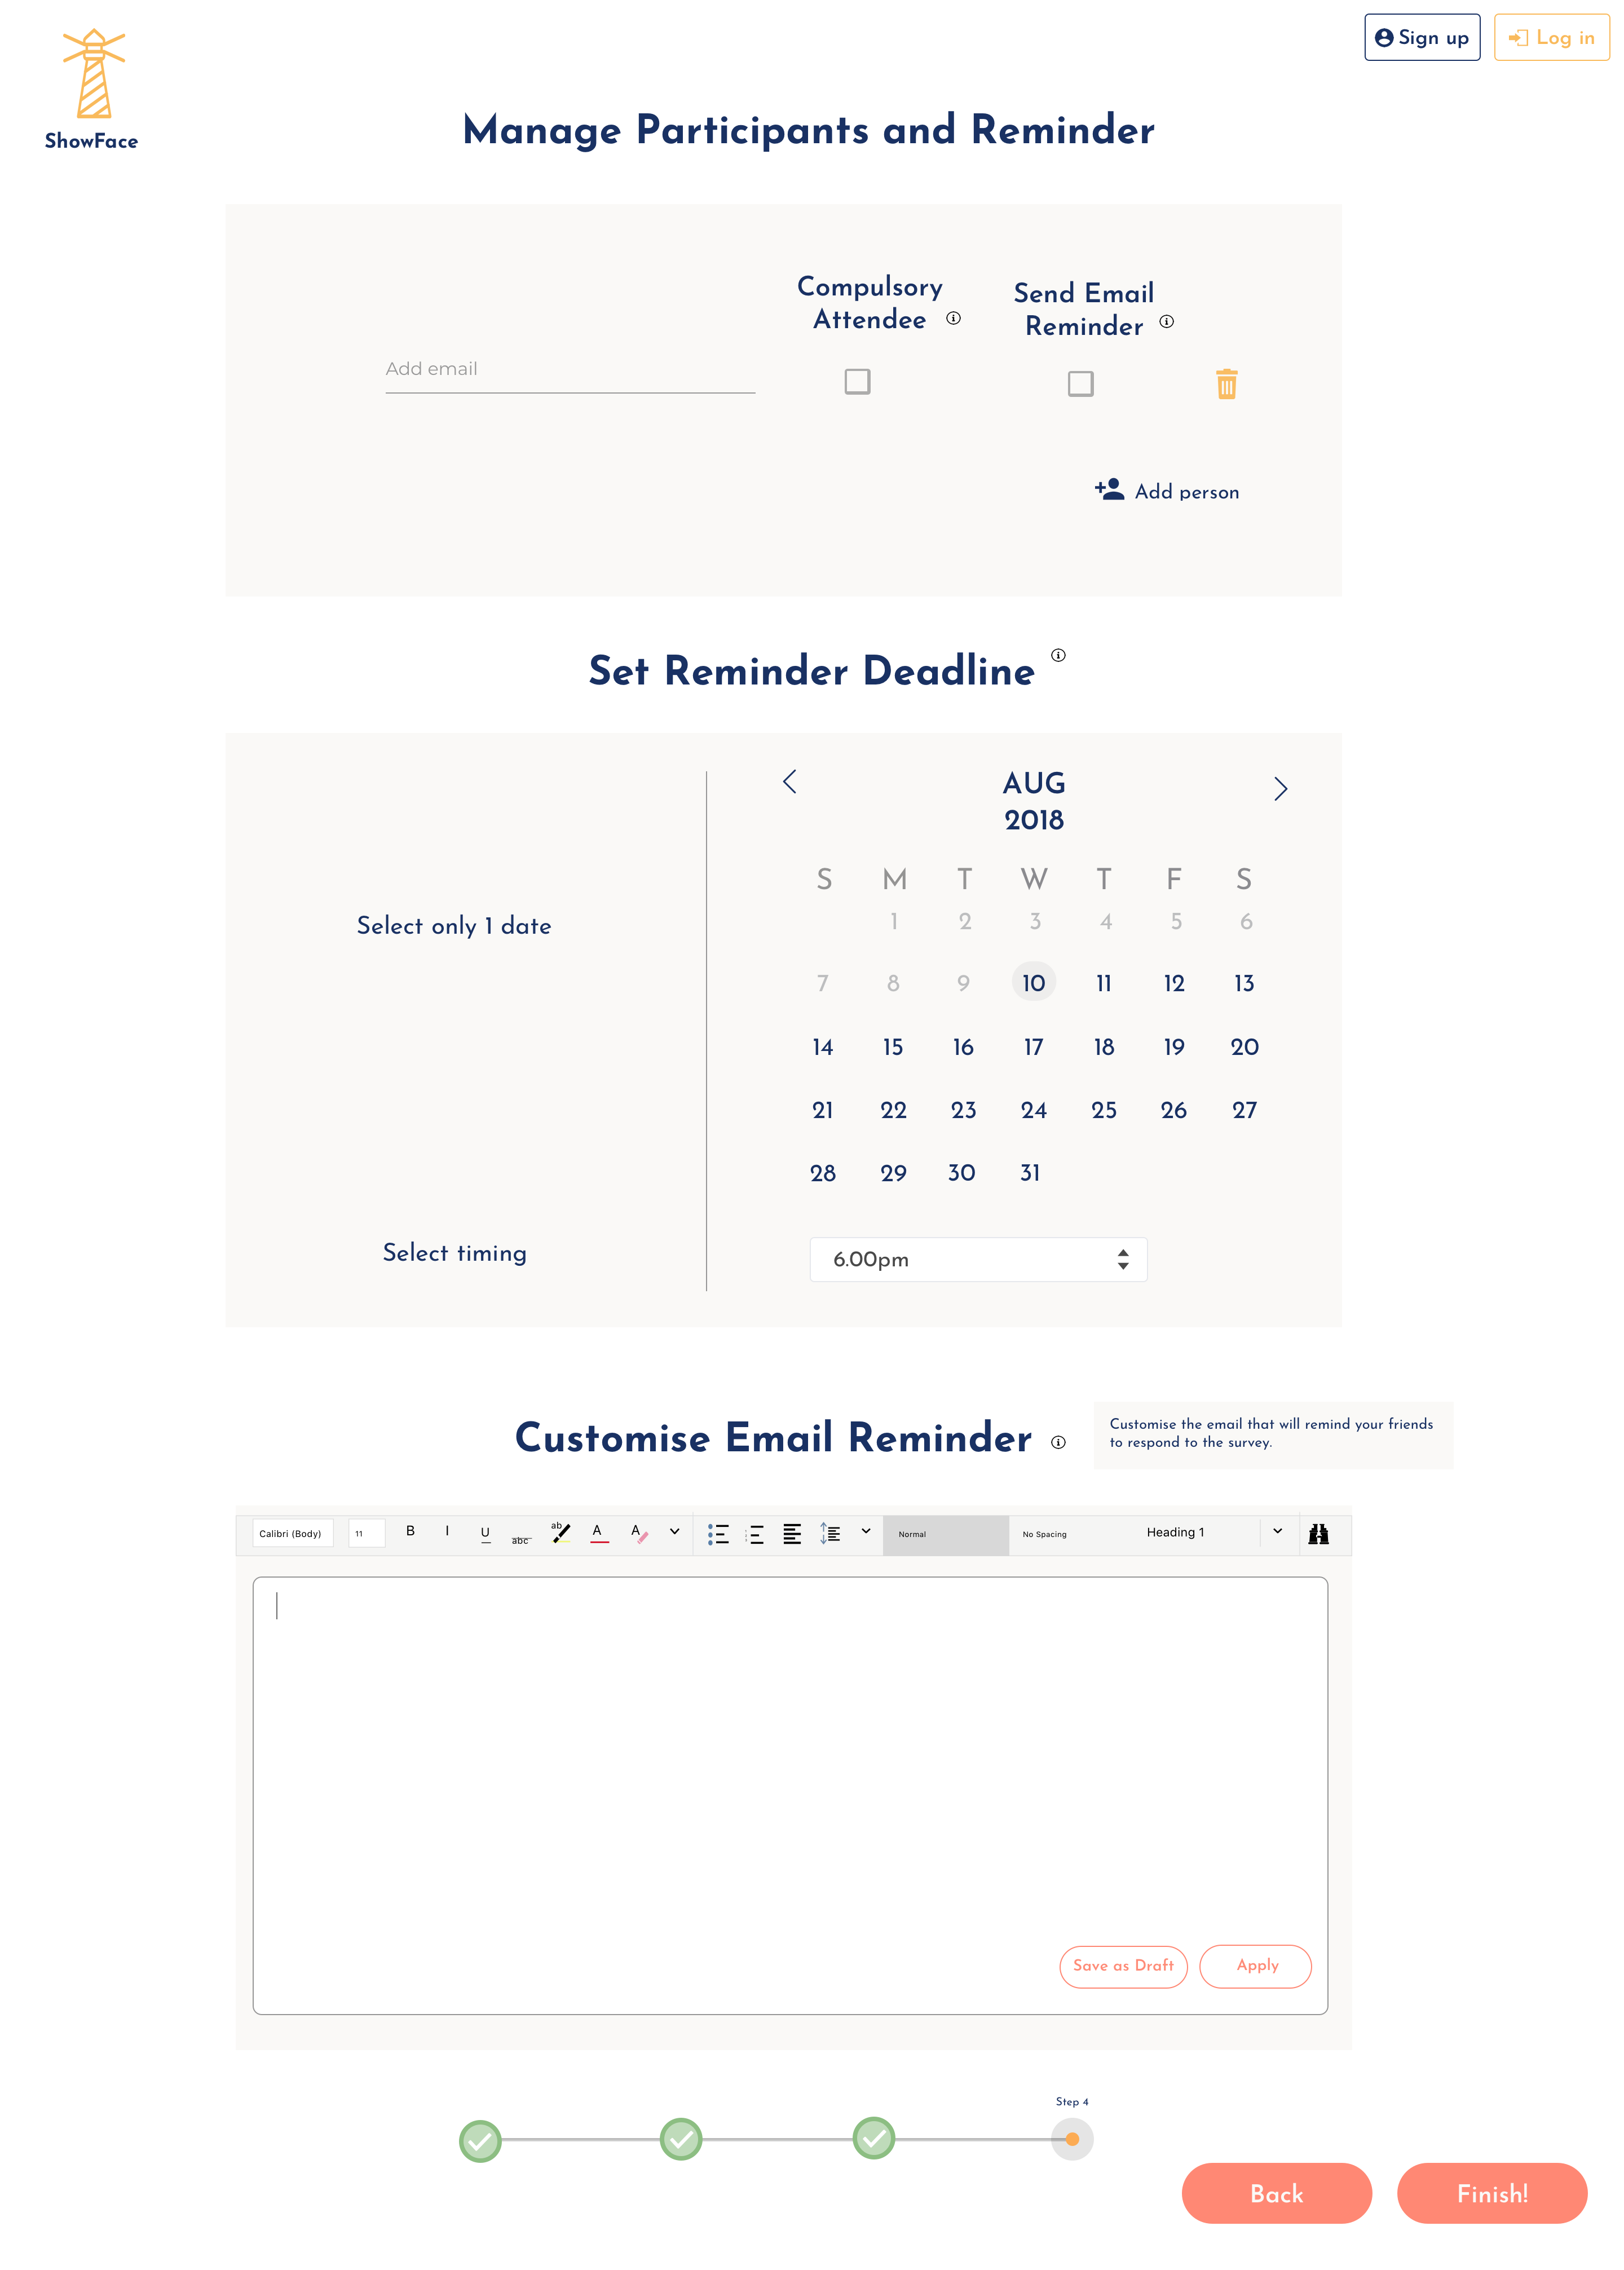 Sign up
Log in
ShowFace
Manage Participants and Reminder
Compulsory
Attendee
Send Email
Reminder
Add email
Add person
Set Reminder Deadline
AUG
2018
S M T W T F S
1 2 3 4 5 6
7 8 9 10 11 12 13
Select only 1 date
14 15 16 17 18 19 20
21 22 23 24 25 26 27
28 29 30 31
Select timing
6.00pm
Customise Email Reminder
Customise the email that will remind your friends
to respond to the survey.
Calibri (Body) 11 B I U abc ab A A Normal No Spacing Heading 1
Save as Draft
Apply
Step 4
Back
Finish!